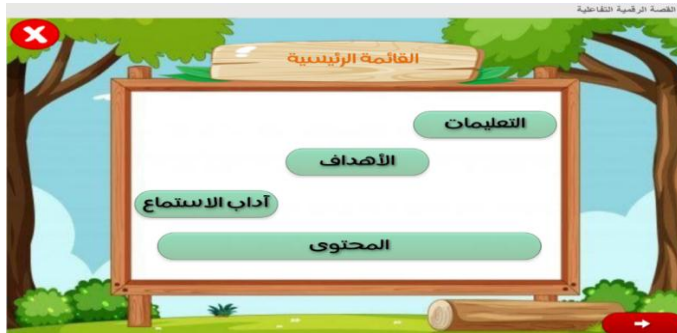 القصة الرقمية التفاعلية
القائمة الرئيسية
التعليمات
الأهداف
آداب الاستماع
المحتوى